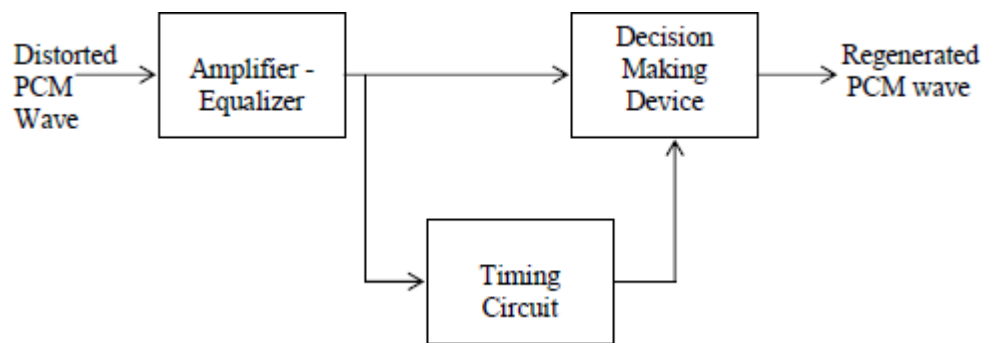 Distorted
PCM
Wave
Amplifier -
Equalizer
Decision
Making
Device
Regenerated
PCM wave
Timing
Circuit